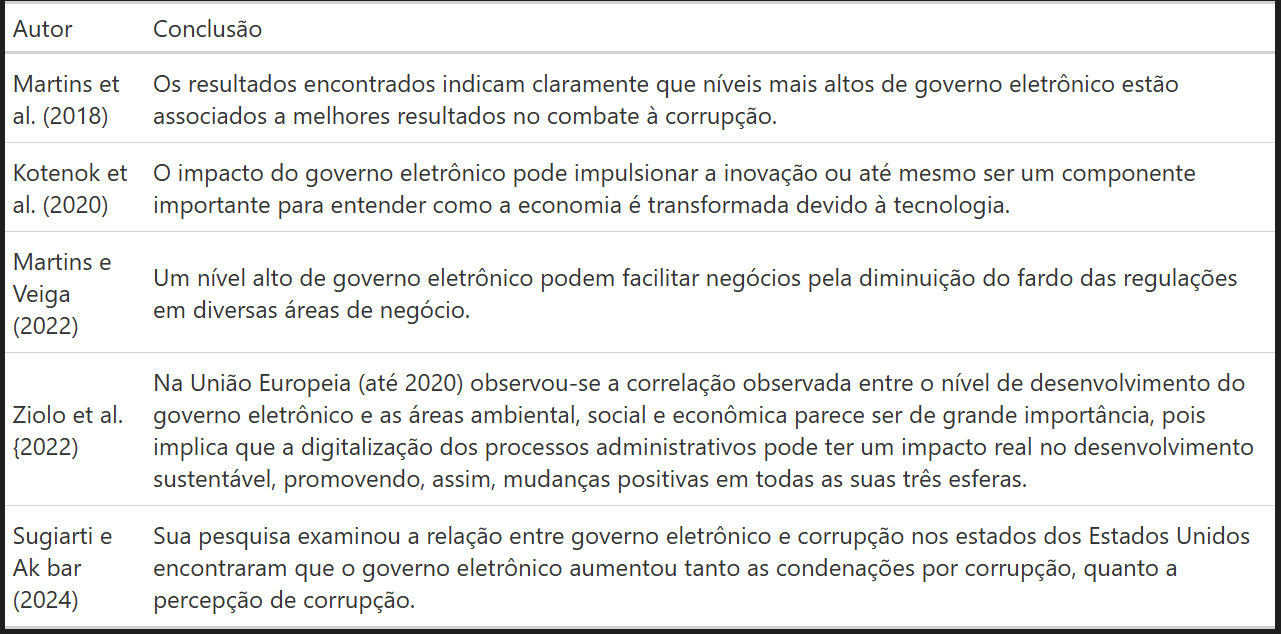 Autor Conclusão
Martins et al. (2018) Os resultados encontrados indicam claramente que níveis mais altos de governo eletrônico estão
associados a melhores resultados no combate à corrupção.
Kotenok et al. (2020) O impacto do governo eletrônico pode impulsionar a inovação ou até mesmo ser um componente
importante para entender como a economia é transformada devido à tecnologia.
Martins e Veiga (2022) Um nível alto de governo eletrônico podem facilitar negócios pela diminuição do fardo das regulações
em diversas áreas de negócio.
Ziolo et al. {2022) Na União Europeia (até 2020) observou-se a correlação observada entre o nível de desenvolvimento do
governo eletrônico e as áreas ambiental, social e econômica parece ser de grande importância, pois
implica que a digitalização dos processos administrativos pode ter um impacto real no desenvolvimento
sustentável, promovendo, assim, mudanças positivas em todas as suas três esferas.
Sugiarti e Ak bar (2024) Sua pesquisa examinou a relação entre governo eletrônico e corrupção nos estados dos Estados Unidos
encontraram que o governo eletrônico aumentou tanto as condenações por corrupção, quanto a
percepção de corrupção.